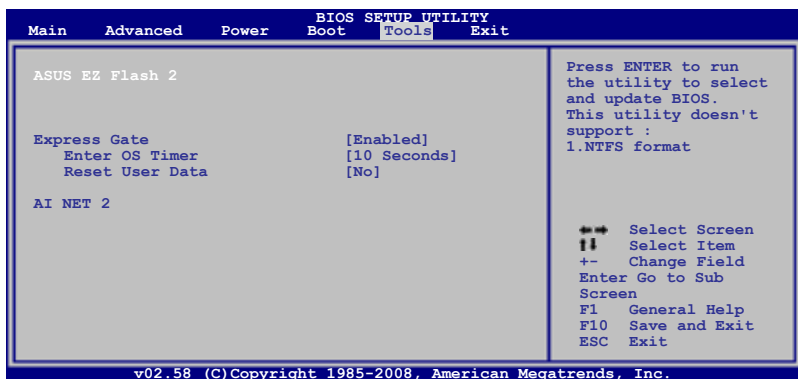 BIOS SETUP UTILITY
Main Advanced Power Boot Tools Exit
ASUS EZ Flash 2
Express Gate [Enabled]
Enter OS Timer [10 Seconds]
Reset User Data [No]
AI NET 2
Press ENTER to run
the utility to select
and update BIOS.
This utility doesn't
support :
1.NTFS format
Select Screen
Select Item
+- Change Field
Enter Go to Sub
Screen
F1 General Help
F10 Save and Exit
ESC Exit
v02.58 (C)Copyright 1985-2008, American Megatrends, Inc.